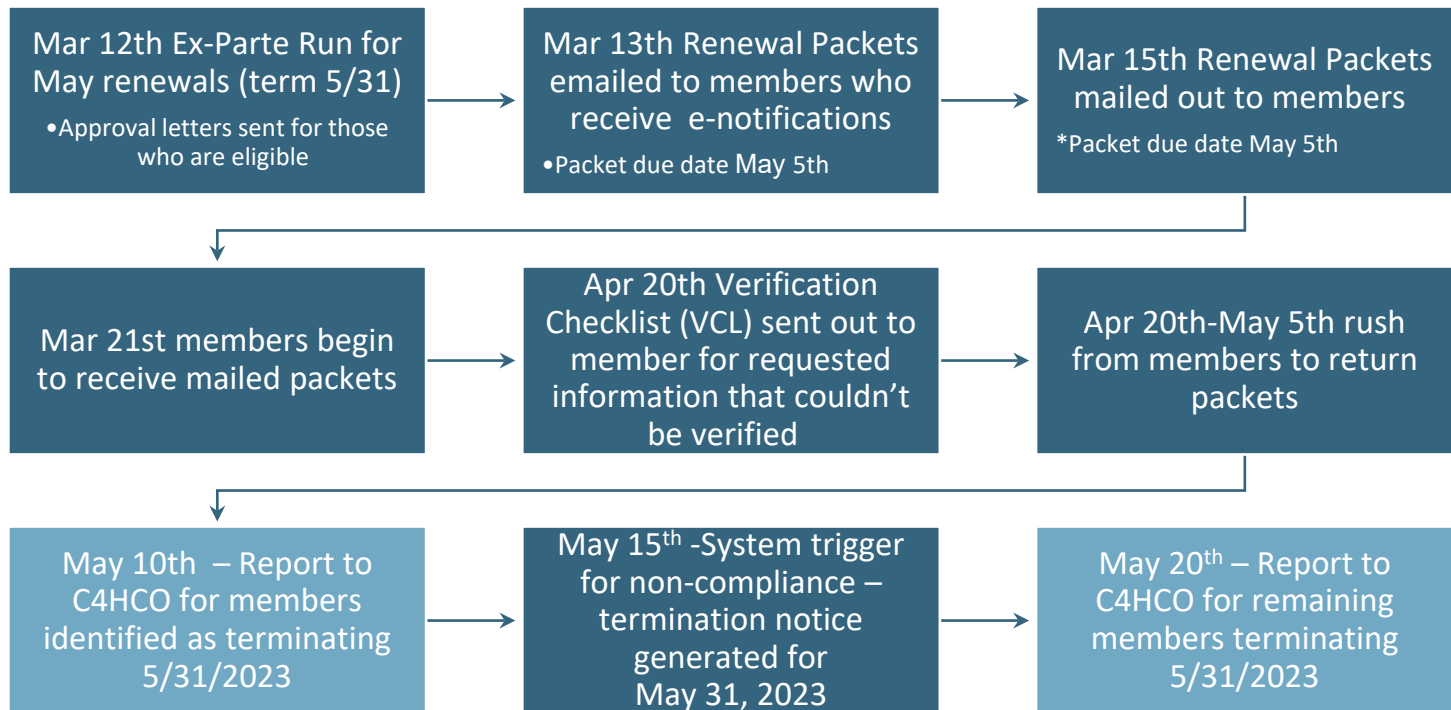 Mar 12th Ex-Parte Run for
May renewals (term 5/31)
•Approval letters sent for those
who are eligible
Mar 13th Renewal Packets
emailed to members who
receive e-notifications
•Packet due date May 5th
Mar 15th Renewal Packets
mailed out to members
*Packet due date May 5th
Mar 21st members begin
to receive mailed packets
Apr 20th Verification
Checklist (VCL) sent out to
member for requested
information that couldn’t
be verified
Apr 20th-May 5th rush
from members to return
packets
May 10th – Report to
C4HCO for members
identified as terminating
5/31/2023
May 15th -System trigger
for non-compliance –
termination notice
generated for
May 31, 2023
May 20th – Report to
C4HCO for remaining
members terminating
5/31/2023